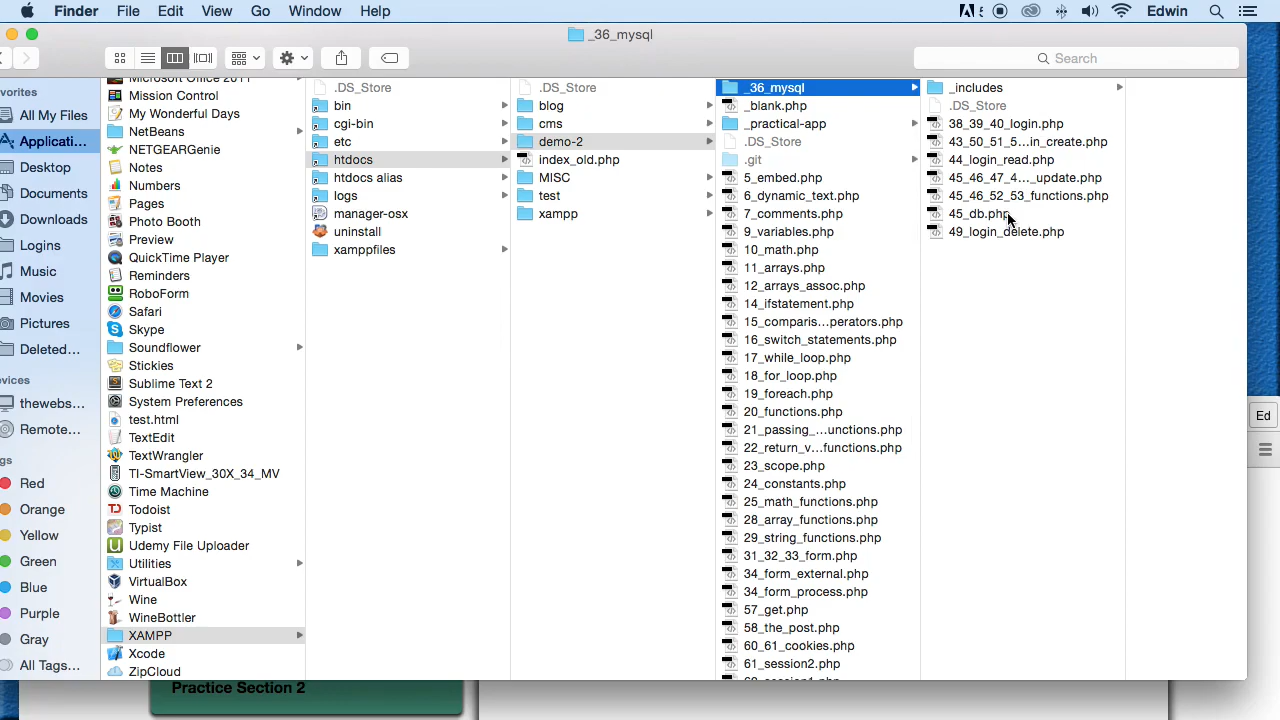 Finder File Edit View Go Window Help Edwin
_36_mysql
Search
vorites
All My Files
Applicati...
Desktop
Documents
Downloads
Logins
Music
Movies
Pictures
Deleted...
evices
thewebs...
Remote...
gs
Red
Orange
Yellow
Green
Blue
Purple
Gray
All Tags...
Microsoft Office 2011
Mission Control
My Wonderful Days
NetBeans
NETGEARGenie
Notes
Numbers
Pages
Photo Booth
Preview
QuickTime Player
Reminders
RoboForm
Safari
Skype
Soundflower
Stickies
Sublime Text 2
System Preferences
test.html
TextEdit
TextWrangler
TI-SmartView_30X_34_MV
Time Machine
Todoist
Typist
Udemy File Uploader
Utilities
VirtualBox
Wine
WineBottler
XAMPP
Xcode
ZipCloud
.DS_Store
bin
cgi-bin
etc
htdocs
htdocs alias
logs
manager-osx
uninstall
xamppfiles
.DS_Store
blog
cms
demo-2
index_old.php
MISC
test
xampp
_36_mysql
_blank.php
_practical-app
.DS_Store
.git
5_embed.php
6_dynamic_text.php
7_comments.php
9_variables.php
10_math.php
11_arrays.php
12_arrays_assoc.php
14_ifstatement.php
15_comparis...perators.php
16_switch_statements.php
17_while_loop.php
18_for_loop.php
19_foreach.php
20_functions.php
21_passing_...unctions.php
22_return_v...functions.php
23_scope.php
24_constants.php
25_math_functions.php
28_array_functions.php
29_string_functions.php
31_32_33_form.php
34_form_external.php
34_form_process.php
57_get.php
58_the_post.php
60_61_cookies.php
61_session2.php
_includes
.DS_Store
38_39_40_login.php
43_50_51_5...in_create.php
44_login_read.php
45_46_47_4..._update.php
45_46_52_53_functions.php
45_db.php
49_login_delete.php
Ed
Practice Section 2